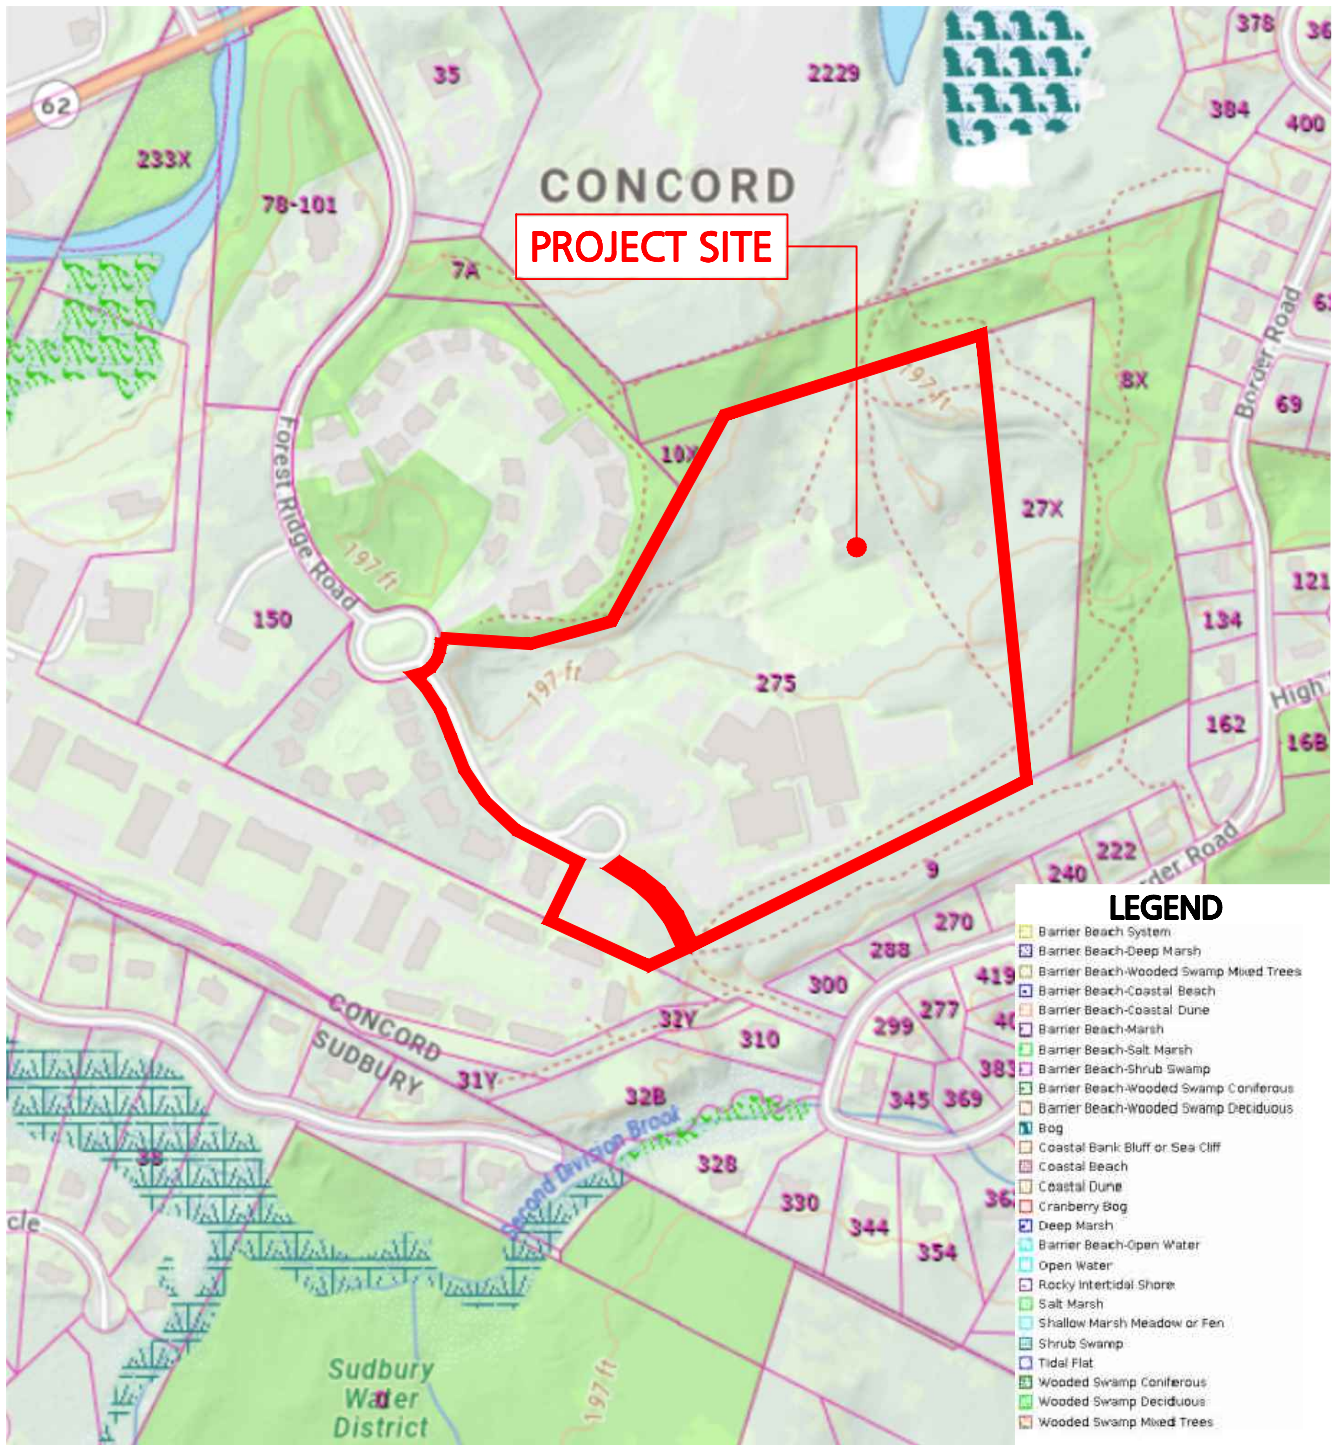 378
36
35
2229
62
384
400
233X
CONCORD
78-101
PROJECT SITE
7A
Border Road
197 ft
8X
69
Forest Ridge Road
10X
27X
197 ft
121
150
134
197 ft
275
High
162
16B
222
9
240
rder Road
270
288
300
419
277
299
32Y
310
CONCORD
SUDBURY
383
31Y
32B
345
369
Second Division Brook
328
330
344
354
36
cle
197 ft
Sudbury
Water
District
LEGEND
Barrier Beach System
Barrier Beach-Deep Marsh
Barrier Beach-Wooded Swamp Mixed Trees
Barrier Beach-Coastal Beach
Barrier Beach-Coastal Dune
Barrier Beach-Marsh
Barrier Beach-Salt Marsh
Barrier Beach-Shrub Swamp
Barrier Beach-Wooded Swamp Coniferous
Barrier Beach-Wooded Swamp Deciduous
Bog
Coastal Bank Bluff or Sea Cliff
Coastal Beach
Coastal Dune
Cranberry Bog
Deep Marsh
Barrier Beach-Open Water
Open Water
Rocky Intertidal Shore
Salt Marsh
Shallow Marsh Meadow or Fen
Shrub Swamp
Tidal Flat
Wooded Swamp Coniferous
Wooded Swamp Deciduous
Wooded Swamp Mixed Trees